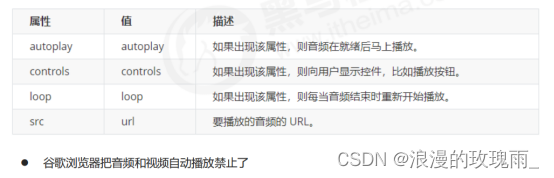 属性 值 描述
autoplay autoplay 如果出现该属性，则音频在就绪后马上播放。
controls controls 如果出现该属性，则向用户显示控件，比如播放按钮。
loop loop 如果出现该属性，则每当音频结束时重新开始播放。
src url 要播放的音频的 URL。
● 谷歌浏览器把音频和视频自动播放禁止了
CSDN @浪漫的玫瑰雨_